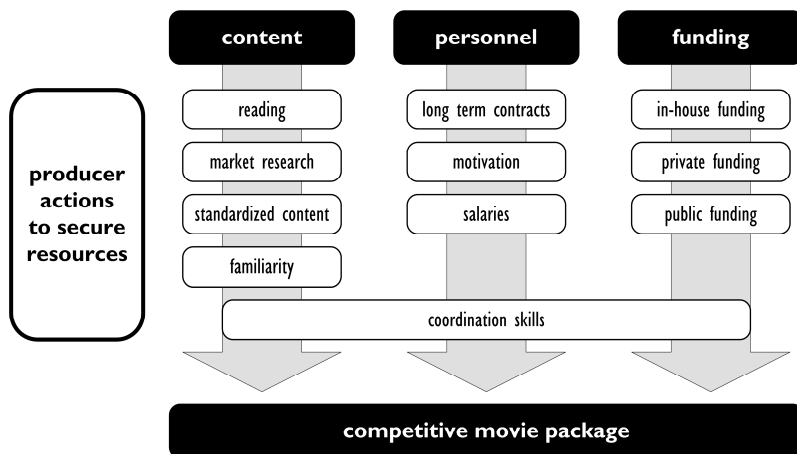 content
personnel
funding
producer
actions
to secure
resources
reading
long term contracts
in-house funding
market research
motivation
private funding
standardized content
salaries
public funding
familiarity
coordination skills
competitive movie package